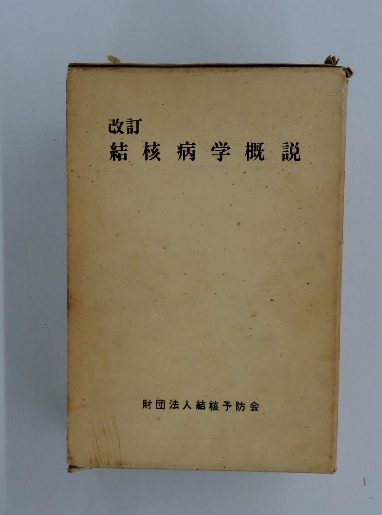 改訂
結核病学概説
財団法人結核予防会